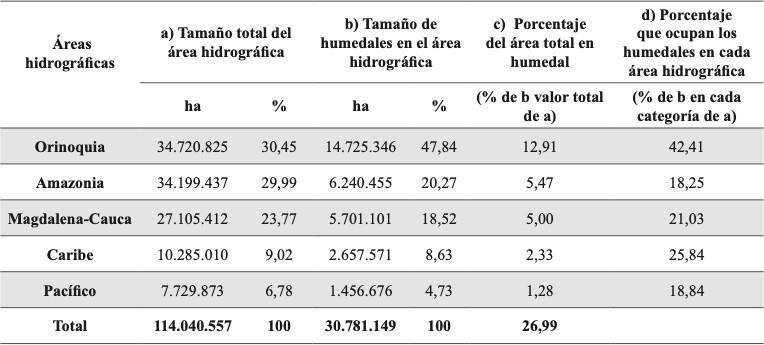 Áreas hidrográficas | a) Tamaño total del área hidrográfica | b) Tamaño de humedales en el área hidrográfica | c) Porcentaje del área total en humedal | d) Porcentaje que ocupan los humedales en cada área hidrográfica
ha | % | ha | % | (% de b valor total de a) | (% de b en cada categoría de a)
Orinoquia | 34.720.825 | 30,45 | 14.725.346 | 47,84 | 12,91 | 42,41
Amazonia | 34.199.437 | 29,99 | 6.240.455 | 20,27 | 5,47 | 18,25
Magdalena-Cauca | 27.105.412 | 23,77 | 5.701.101 | 18,52 | 5,00 | 21,03
Caribe | 10.285.010 | 9,02 | 2.657.571 | 8,63 | 2,33 | 25,84
Pacífico | 7.729.873 | 6,78 | 1.456.676 | 4,73 | 1,28 | 18,84
Total | 114.040.557 | 100 | 30.781.149 | 100 | 26,99